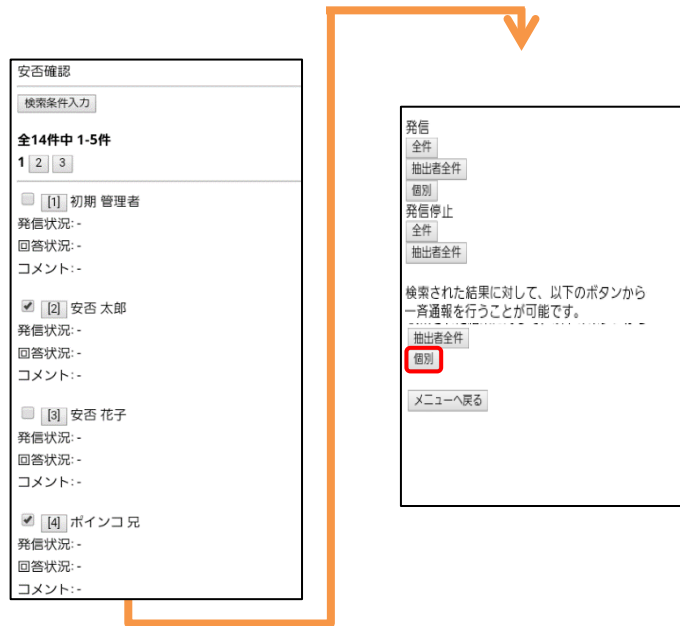 安否確認
検索条件入力
全14件中 1-5件
1 2 3
[1] 初期 管理者
発信状況: -
回答状況: -
コメント: -
[2] 安否 太郎
発信状況: -
回答状況: -
コメント: -
[3] 安否 花子
発信状況: -
回答状況: -
コメント: -
[4] ポインコ 兄
発信状況: -
回答状況: -
コメント: -
発信
全件
抽出者全件
個別
発信停止
全件
抽出者全件
検索された結果に対して、以下のボタンから
一斉通報を行うことが可能です。
抽出者全件
個別
メニューへ戻る